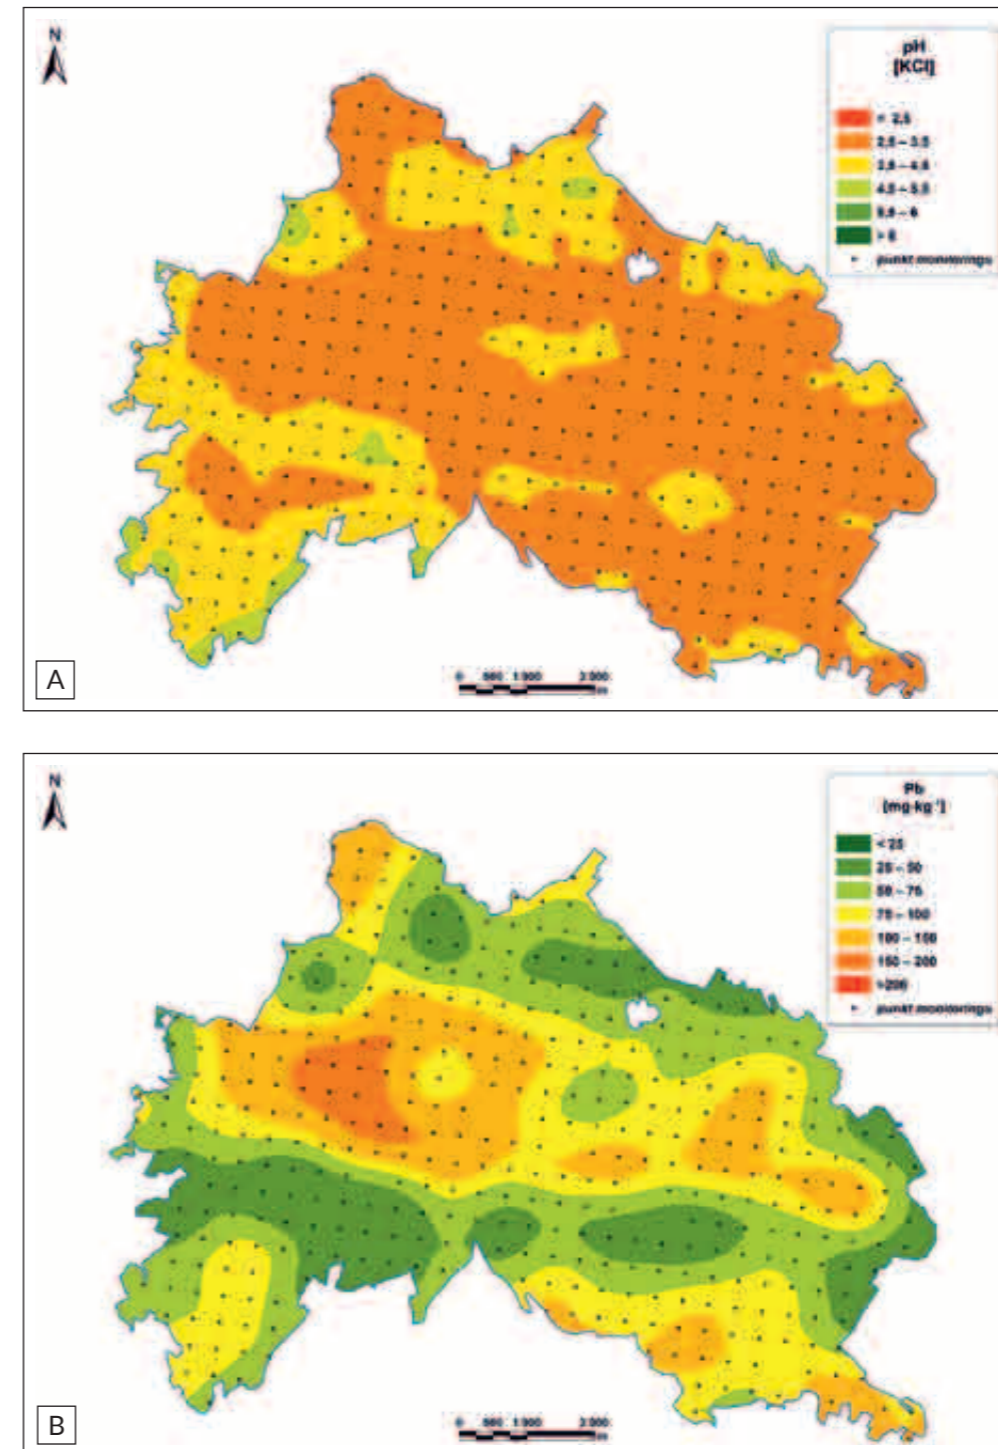 N
pH
[KCl]
< 2,5
2,5 – 3,5
3,5 – 4,5
4,5 – 5,5
5,5 – 6
> 6
punkt monitoringu
0 500 1 000 2 000
m
A
N
Pb
[mg·kg⁻¹]
< 25
25 – 50
50 – 75
75 – 100
100 – 150
150 – 200
>200
punkt monitoringu
0 500 1 000 2 000
m
B